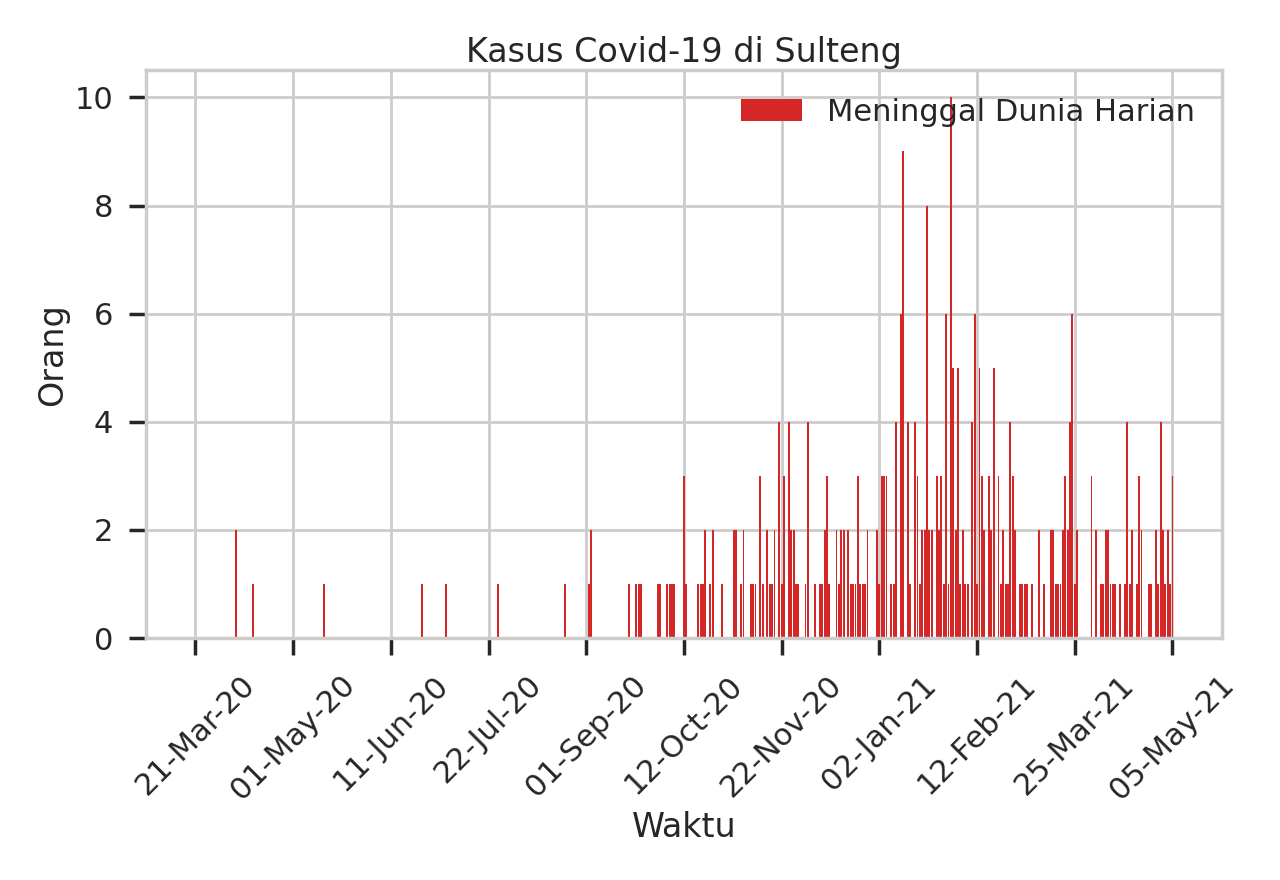 Kasus Covid-19 di Sulteng
Meninggal Dunia Harian
Orang
10
8
6
4
2
0
21-Mar-20
01-May-20
11-Jun-20
22-Jul-20
01-Sep-20
12-Oct-20
22-Nov-20
02-Jan-21
12-Feb-21
25-Mar-21
05-May-21
Waktu